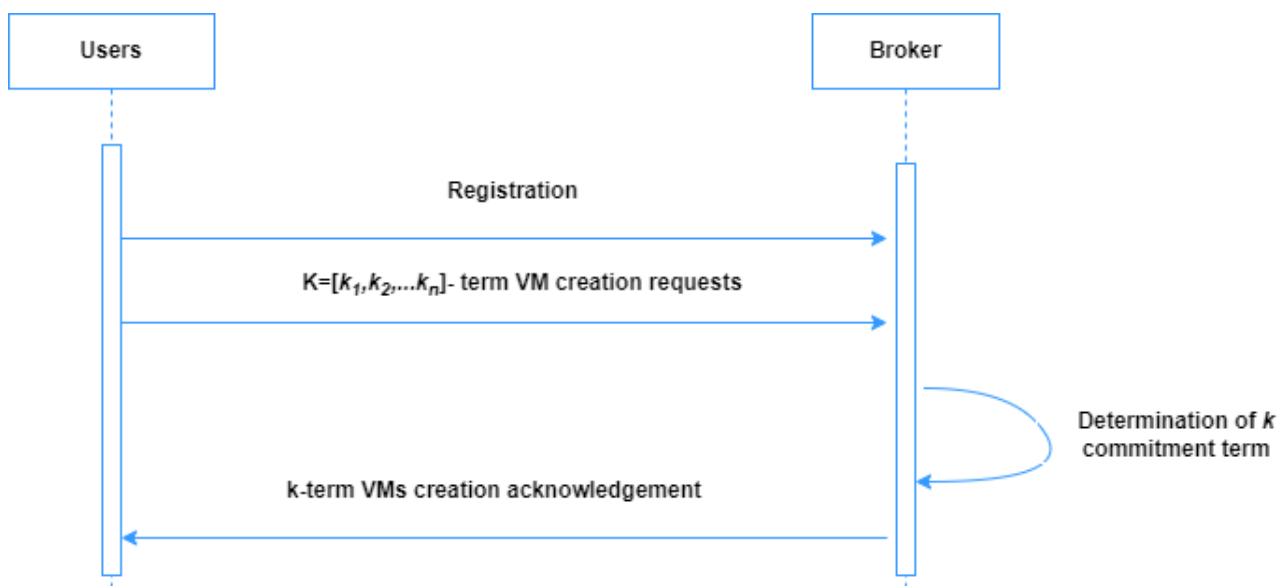 Users
Broker
Registration
K=[k₁,k₂,...kₙ]- term VM creation requests
Determination of k
commitment term
k-term VMs creation acknowledgement